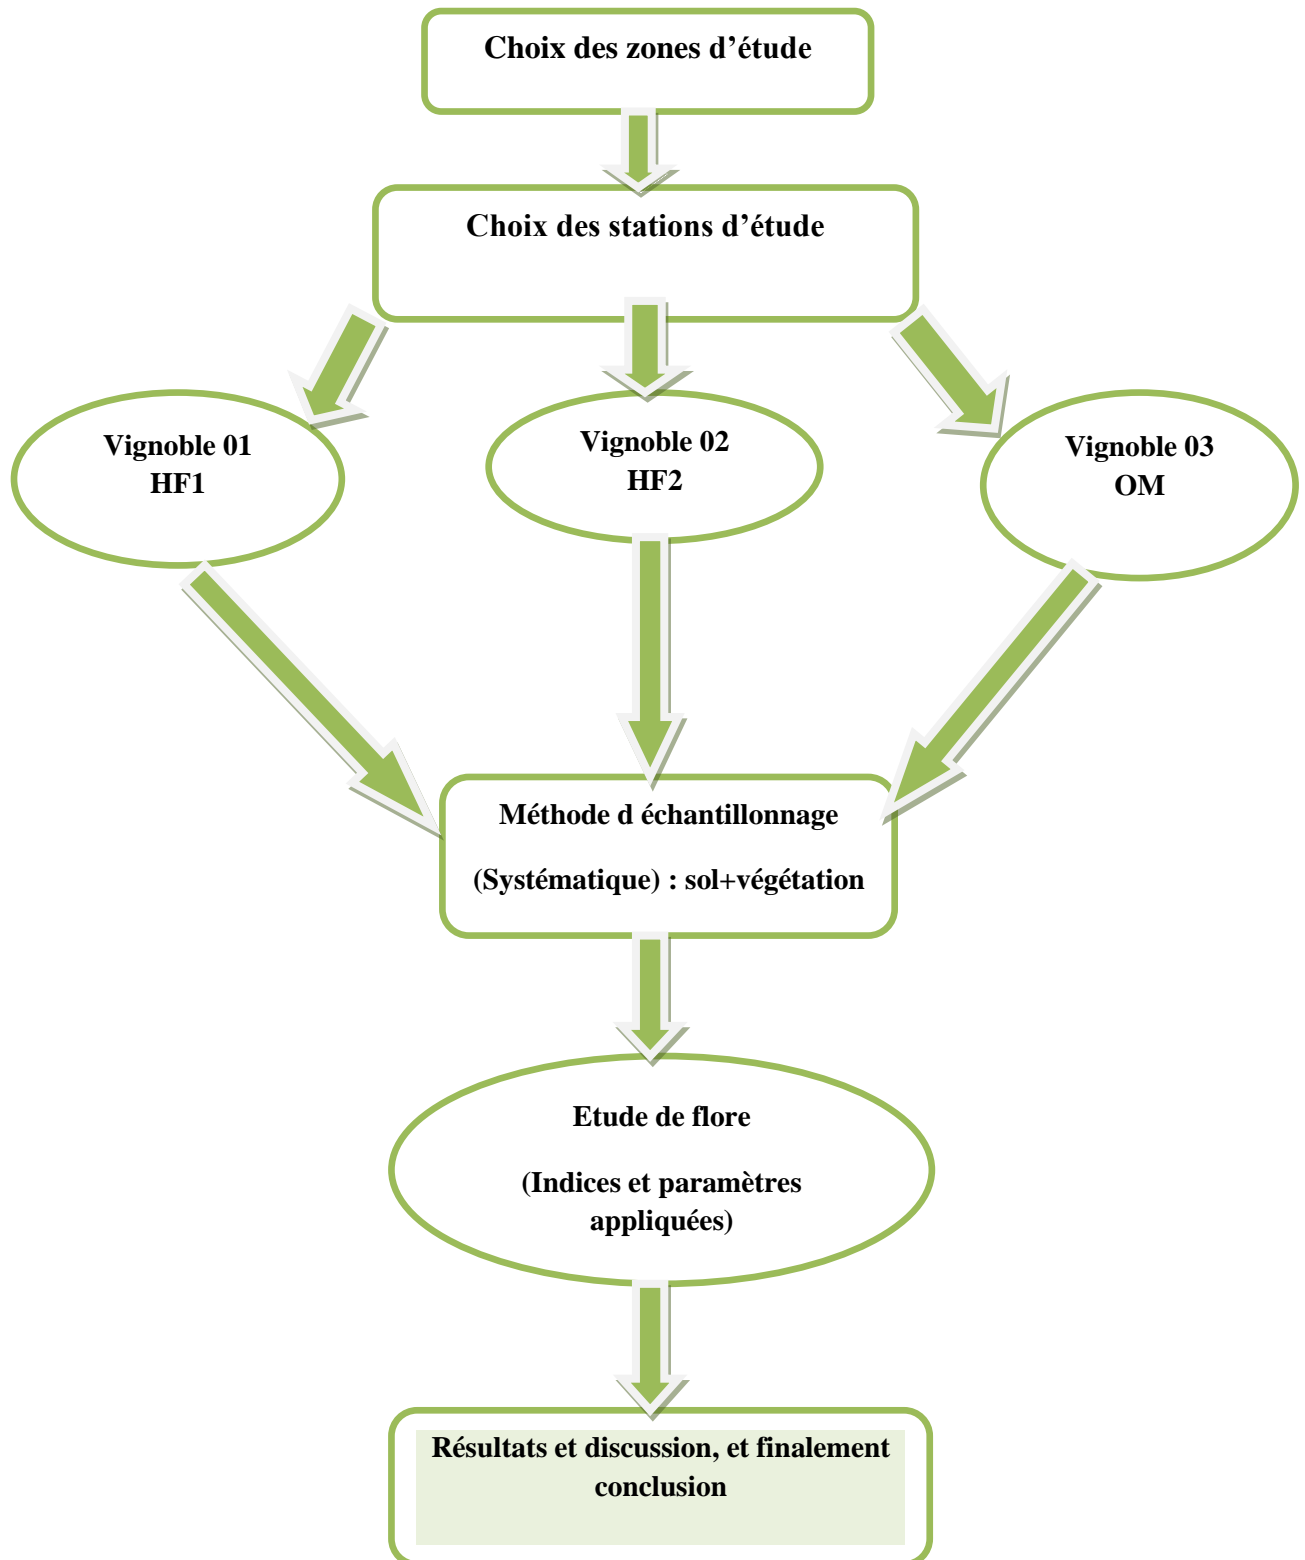 Choix des zones d’étude
Choix des stations d’étude
Vignoble 01
HF1
Vignoble 02
HF2
Vignoble 03
OM
Méthode d échantillonnage
(Systématique) : sol+végétation
Etude de flore
(Indices et paramètres
appliquées)
Résultats et discussion, et finalement
conclusion